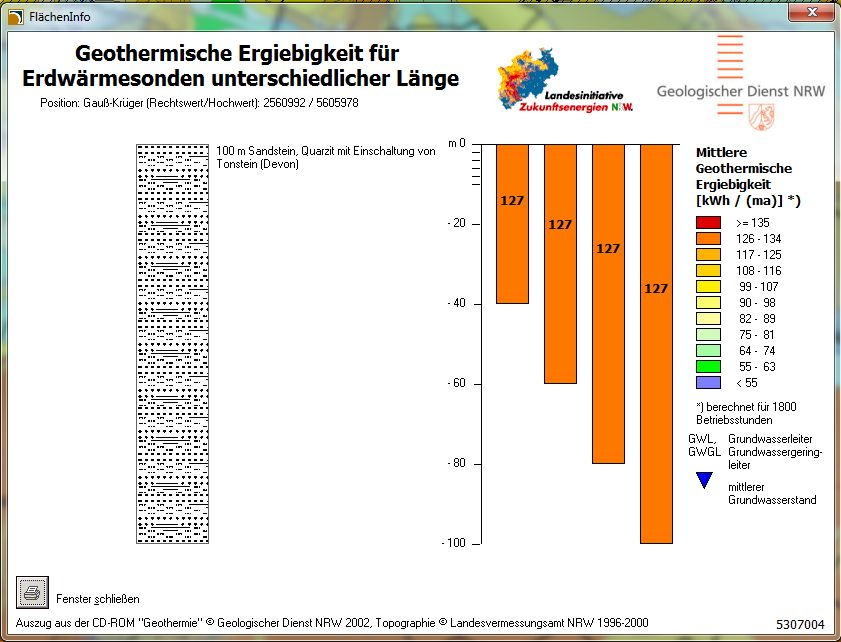 FlächenInfo
Geothermische Ergiebigkeit für
Erdwärmesonden unterschiedlicher Länge
Position: Gauß-Krüger (Rechtswert/Hochwert): 2560992 / 5605978
Landesinitiative
Zukunftsenergien NRW.
Geologischer Dienst NRW
100 m Sandstein, Quarzit mit Einschaltung von
Tonstein (Devon)
m 0
- 20
- 40
- 60
- 80
- 100
127
127
127
127
Mittlere
Geothermische
Ergiebigkeit
[kWh / (ma)] *)
>= 135
126 - 134
117 - 125
108 - 116
99 - 107
90 - 98
82 - 89
75 - 81
64 - 74
55 - 63
< 55
*) berechnet für 1800
Betriebsstunden
GWL, Grundwasserleiter
GWGL Grundwassergering-
leiter
mittlerer
Grundwasserstand
Fenster schließen
Auszug aus der CD-ROM "Geothermie" © Geologischer Dienst NRW 2002, Topographie © Landesvermessungsamt NRW 1996-2000
5307004